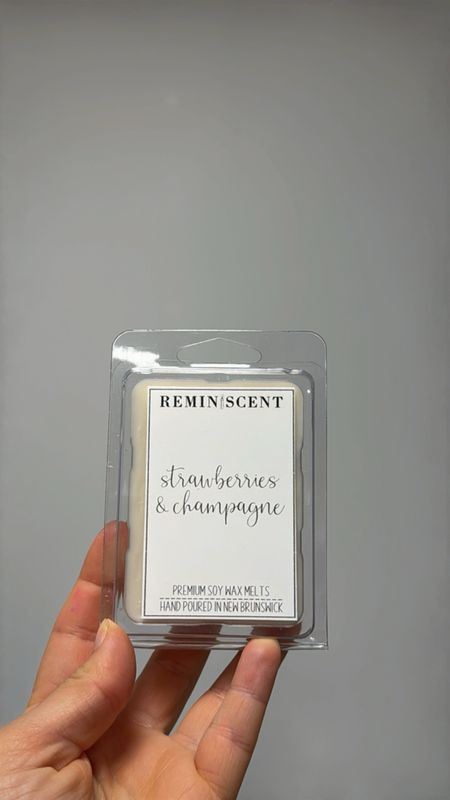 REMINISCENT
strawberries
& champagne
PREMIUM SOY WAX MELTS
HAND POURED IN NEW BRUNSWICK